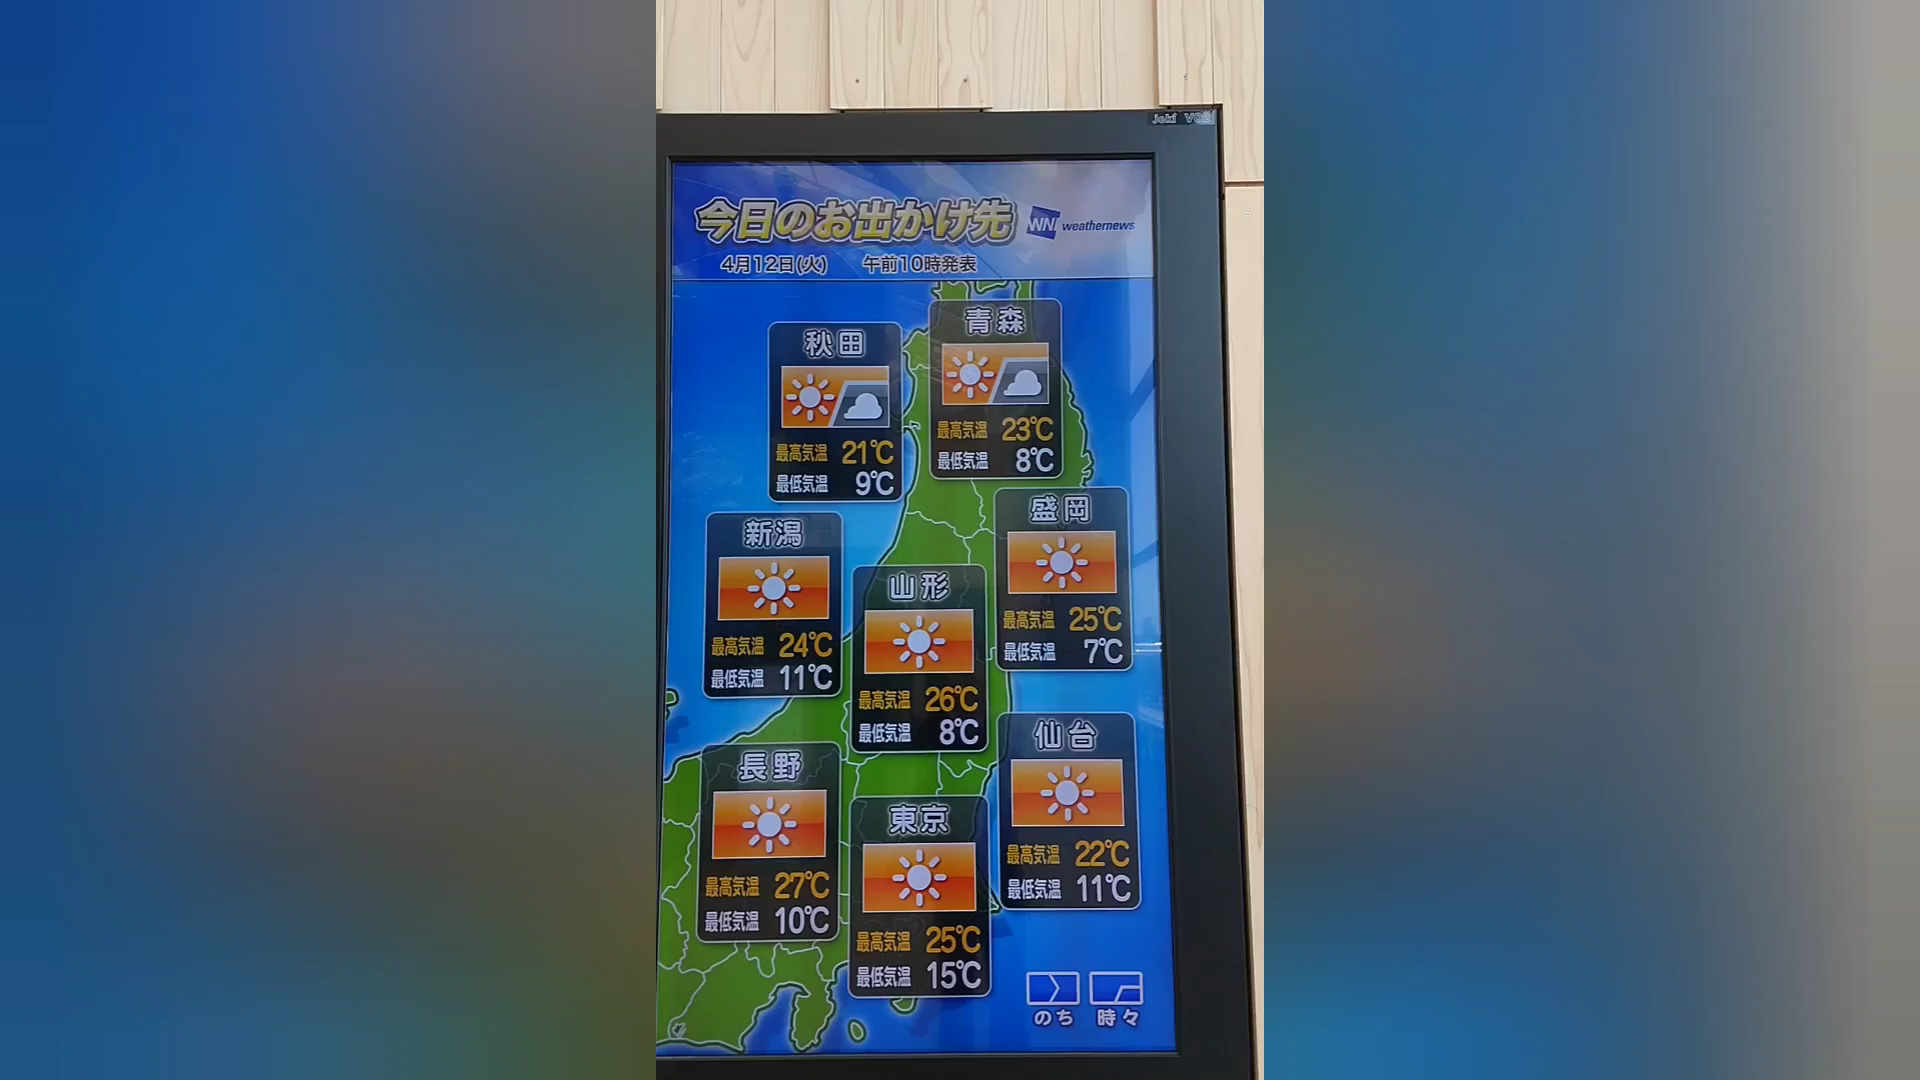 Jeki V02
今日のお出かけ先
WNI weathernews
4月12日(火) 午前10時発表
青森
最高気温 23℃
最低気温 8℃
秋田
最高気温 21℃
最低気温 9℃
盛岡
最高気温 25℃
最低気温 7℃
新潟
最高気温 24℃
最低気温 11℃
山形
最高気温 26℃
最低気温 8℃
仙台
最高気温 22℃
最低気温 11℃
長野
最高気温 27℃
最低気温 10℃
東京
最高気温 25℃
最低気温 15℃
のち 時々